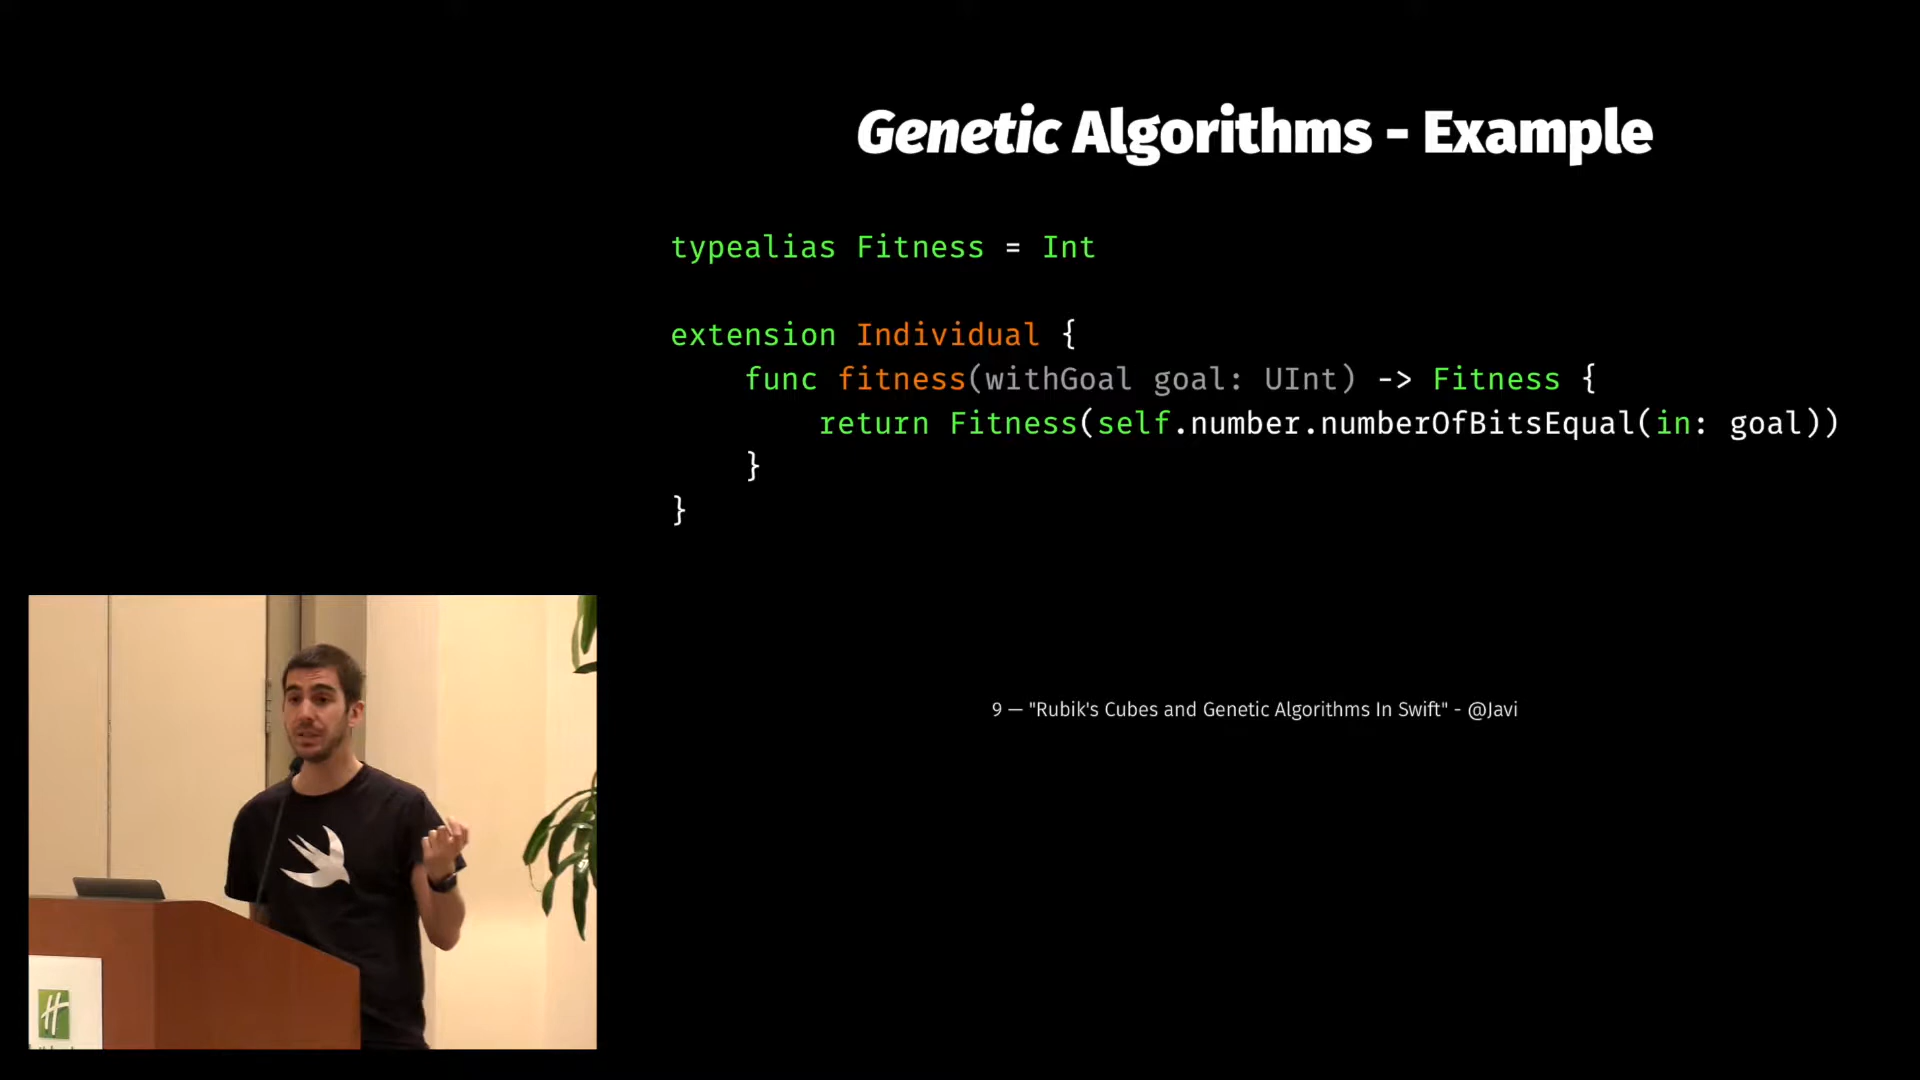 Genetic Algorithms - Example
typealias Fitness = Int
extension Individual {
func fitness(withGoal goal: UInt) -> Fitness {
return Fitness(self.number.numberOfBitsEqual(in: goal))
}
}
9 — "Rubik's Cubes and Genetic Algorithms In Swift" - @Javi
H